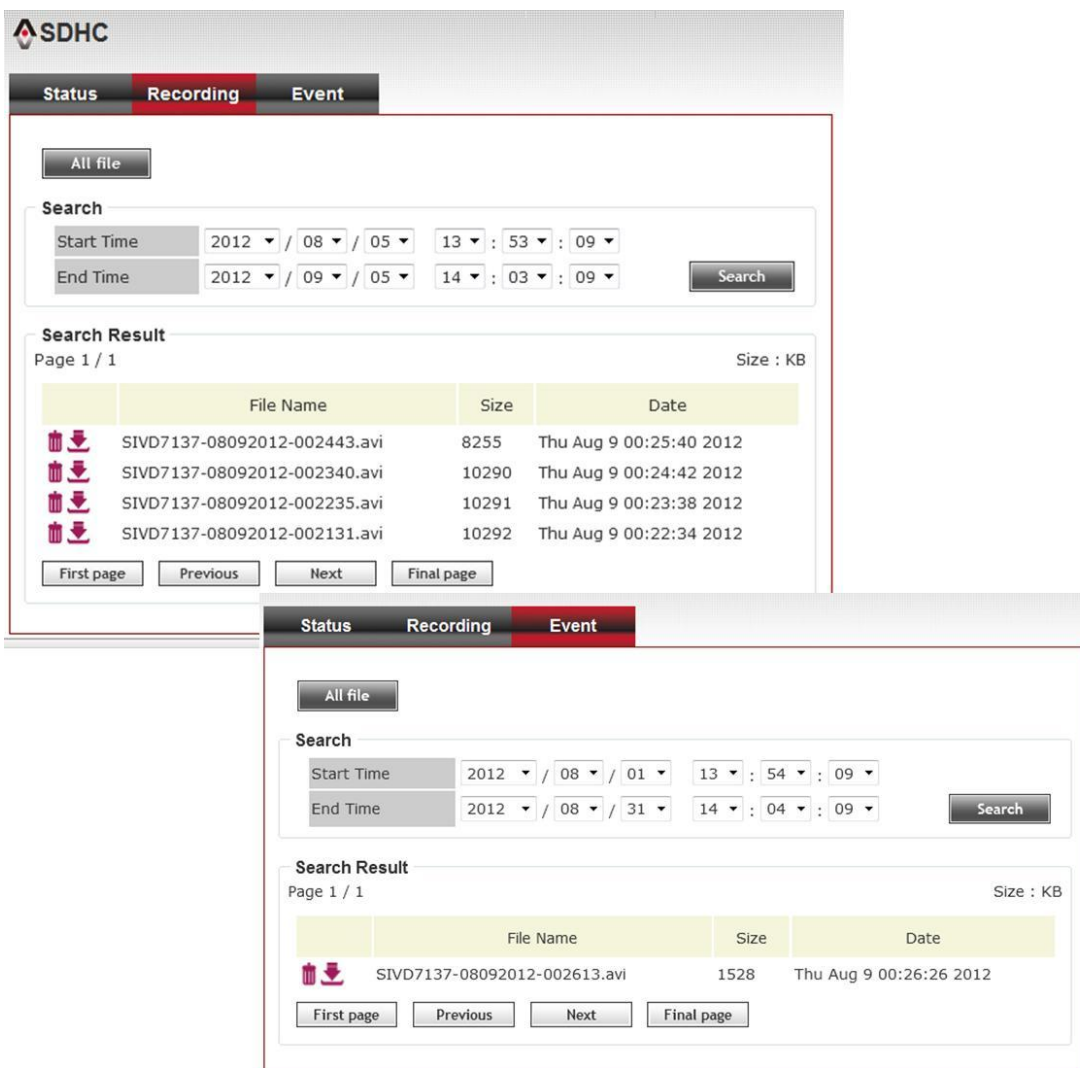 SDHC
Status Recording Event
All file
Search
Start Time 2012 / 08 / 05 13 : 53 : 09
End Time 2012 / 09 / 05 14 : 03 : 09 Search
Search Result
Page 1 / 1 Size : KB
File Name Size Date
SIVD7137-08092012-002443.avi 8255 Thu Aug 9 00:25:40 2012
SIVD7137-08092012-002340.avi 10290 Thu Aug 9 00:24:42 2012
SIVD7137-08092012-002235.avi 10291 Thu Aug 9 00:23:38 2012
SIVD7137-08092012-002131.avi 10292 Thu Aug 9 00:22:34 2012
First page Previous Next Final page
Status Recording Event
All file
Search
Start Time 2012 / 08 / 01 13 : 54 : 09
End Time 2012 / 08 / 31 14 : 04 : 09 Search
Search Result
Page 1 / 1 Size : KB
File Name Size Date
SIVD7137-08092012-002613.avi 1528 Thu Aug 9 00:26:26 2012
First page Previous Next Final page